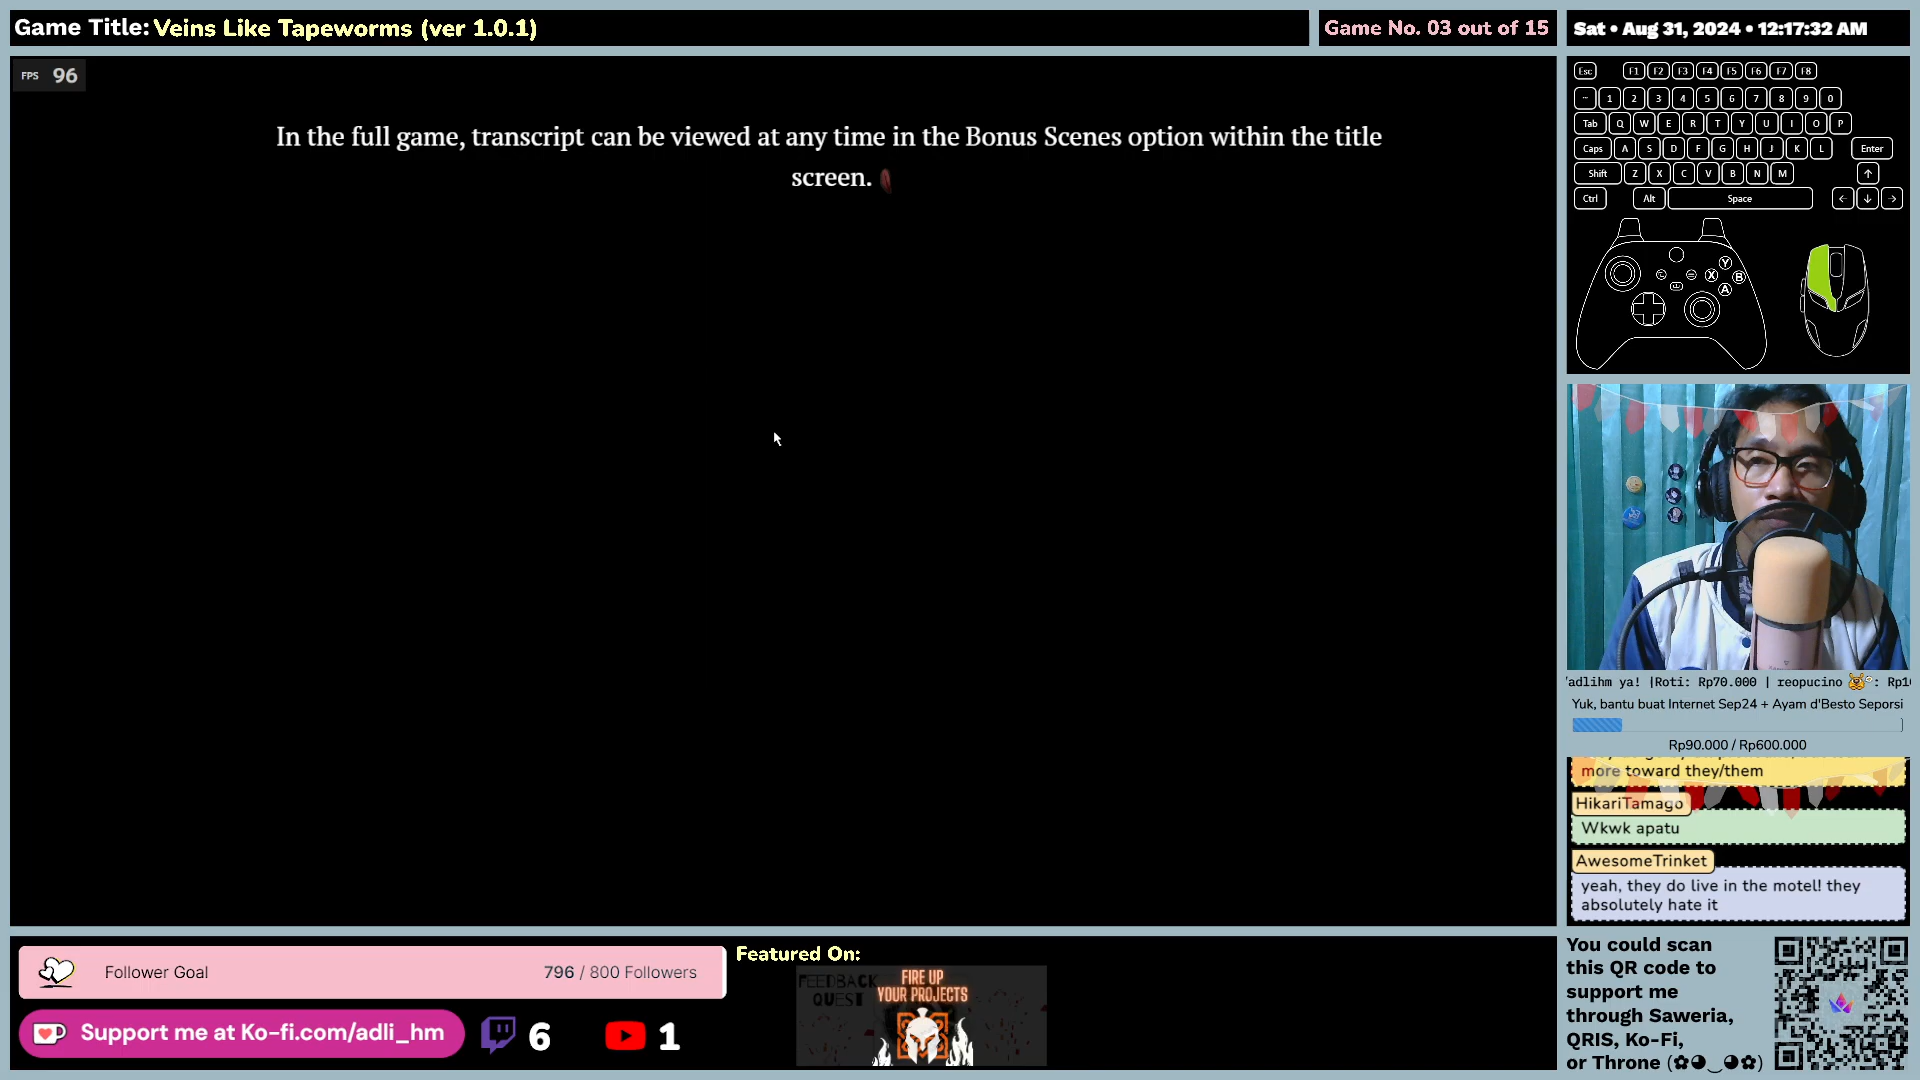 Game Title: Veins Like Tapeworms (ver 1.0.1)
Game No. 03 out of 15
Sat • Aug 31, 2024 • 12:17:32 AM
FPS 96
In the full game, transcript can be viewed at any time in the Bonus Scenes option within the title
screen.
Esc F1 F2 F3 F4 F5 F6 F7 F8
~ 1 2 3 4 5 6 7 8 9 0
Tab Q W E R T Y U I O P
Caps A S D F G H J K L Enter
Shift Z X C V B N M ↑
Ctrl Alt Space ← ↓ →
Y
X B
A
adlihm ya! |Roti: Rp70.000 | reopucino : Rp1
Yuk, bantu buat Internet Sep24 + Ayam d'Besto Seporsi
Rp90.000 / Rp600.000
more toward they/them
HikariTamago
Wkwk apatu
AwesomeTrinket
yeah, they do live in the motel! they
absolutely hate it
Follower Goal 796 / 800 Followers
Support me at Ko-fi.com/adli_hm
6
1
Featured On:
FEEDBACK
QUEST
FIRE UP
YOUR PROJECTS
You could scan
this QR code to
support me
through Saweria,
QRIS, Ko-Fi,
or Throne (✿◕‿◕✿)